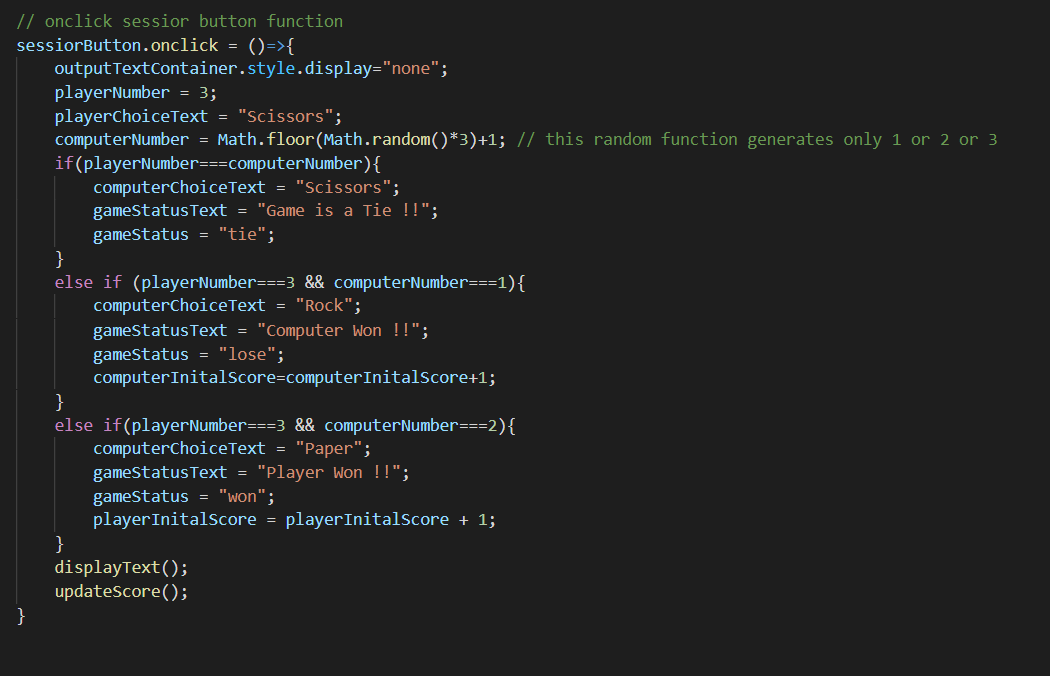 // onclick sessior button function
sessiorButton.onclick = ()=>{
    outputTextContainer.style.display="none";
    playerNumber = 3;
    playerChoiceText = "Scissors";
    computerNumber = Math.floor(Math.random()*3)+1; // this random function generates only 1 or 2 or 3
    if(playerNumber===computerNumber){
        computerChoiceText = "Scissors";
        gameStatusText = "Game is a Tie !!";
        gameStatus = "tie";
    }
    else if (playerNumber===3 && computerNumber===1){
        computerChoiceText = "Rock";
        gameStatusText = "Computer Won !!";
        gameStatus = "lose";
        computerInitalScore=computerInitalScore+1;
    }
    else if(playerNumber===3 && computerNumber===2){
        computerChoiceText = "Paper";
        gameStatusText = "Player Won !!";
        gameStatus = "won";
        playerInitalScore = playerInitalScore + 1;
    }
    displayText();
    updateScore();
}